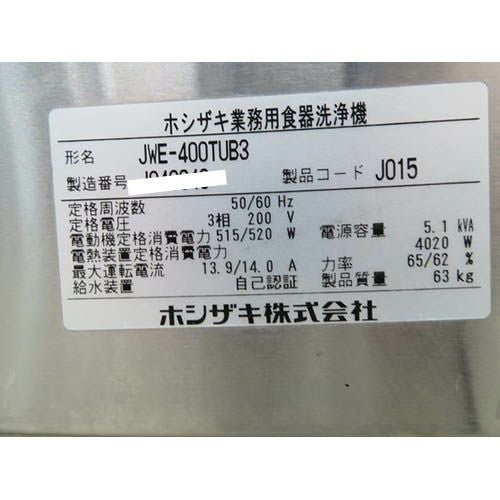 ホシザキ業務用食器洗浄機
形名 JWE-400TUB3
製造番号 製品コード J015
定格周波数 50/60 Hz
定格電圧 3相 200 V 電源容量 5.1 kVA
電動機定格消費電力 515/520 W
電熱装置定格消費電力 4020 W
最大運転電流 13.9/14.0 A 力率 65/62 %
給水装置 自己認証 製品質量 63 kg
ホシザキ株式会社